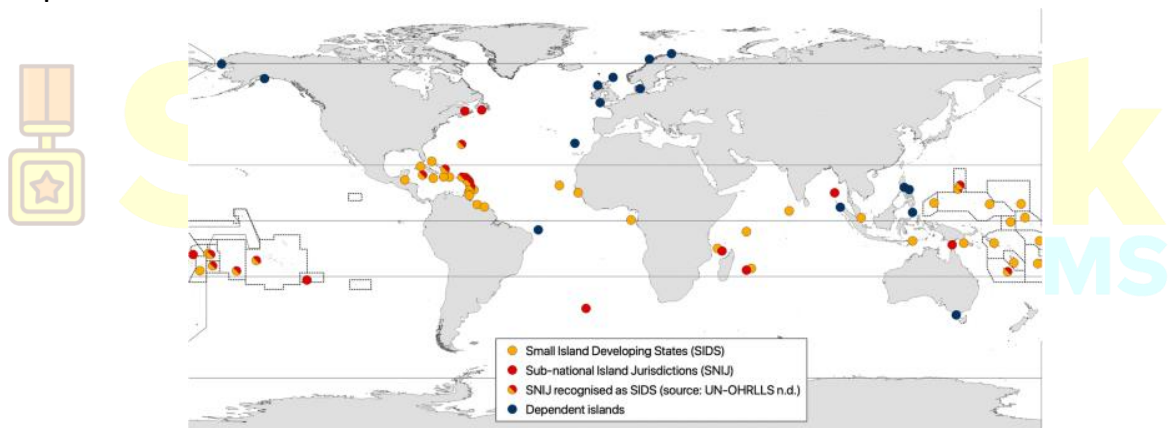 Small Island Developing States (SIDS)
Sub-national Island Jurisdictions (SNIJ)
SNIJ recognised as SIDS (source: UN-OHRLLS n.d.)
Dependent islands
MS